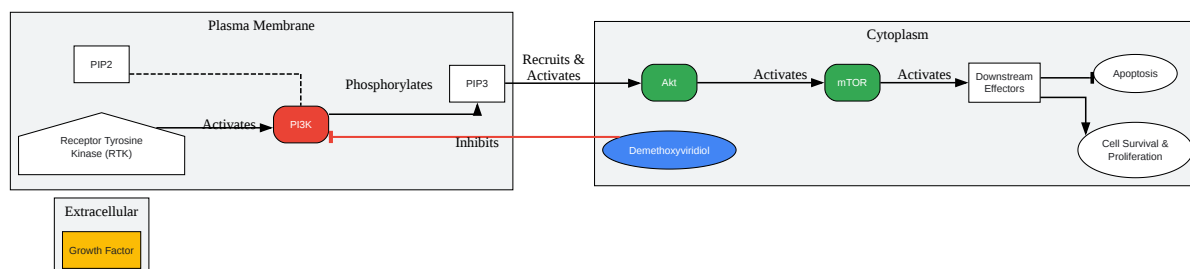 Plasma Membrane
PIP2
Receptor Tyrosine
Kinase (RTK)
Activates
PI3K
Phosphorylates
PIP3
Inhibits
Recruits &
Activates
Cytoplasm
Akt
Activates
mTOR
Activates
Downstream
Effectors
Apoptosis
Cell Survival &
Proliferation
Demethoxyviridiol
Extracellular
Growth Factor